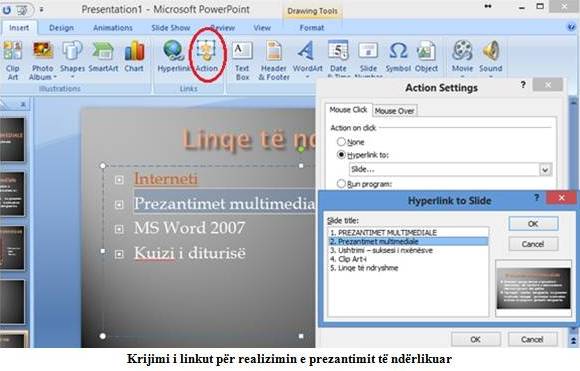 Presentation1 - Microsoft PowerPoint
Drawing Tools
Insert Design Animations Slide Show Review View Format
Clip Art
Photo Album
Shapes
SmartArt
Chart
Hyperlink
Action
Text Box
Header & Footer
WordArt
Date & Time
Slide Number
Symbol
Object
Movie
Sound
Illustrations
Links
Action Settings
Mouse Click Mouse Over
Action on click
None
Hyperlink to:
Slide...
Run program:
Linqe të nd
Interneti
Prezantimet multimedia
MS Word 2007
Kuizi i diturisë
Hyperlink to Slide
Slide title:
1. PREZANTIMET MULTIMEDIALE
2. Prezantimet multimediale
3. Ushtrimi – suksesi i nxënësve
4. Clip Art-i
5. Linqe të ndryshme
OK
Cancel
OK Cancel
Krijimi i linkut për realizimin e prezantimit të ndërlikuar